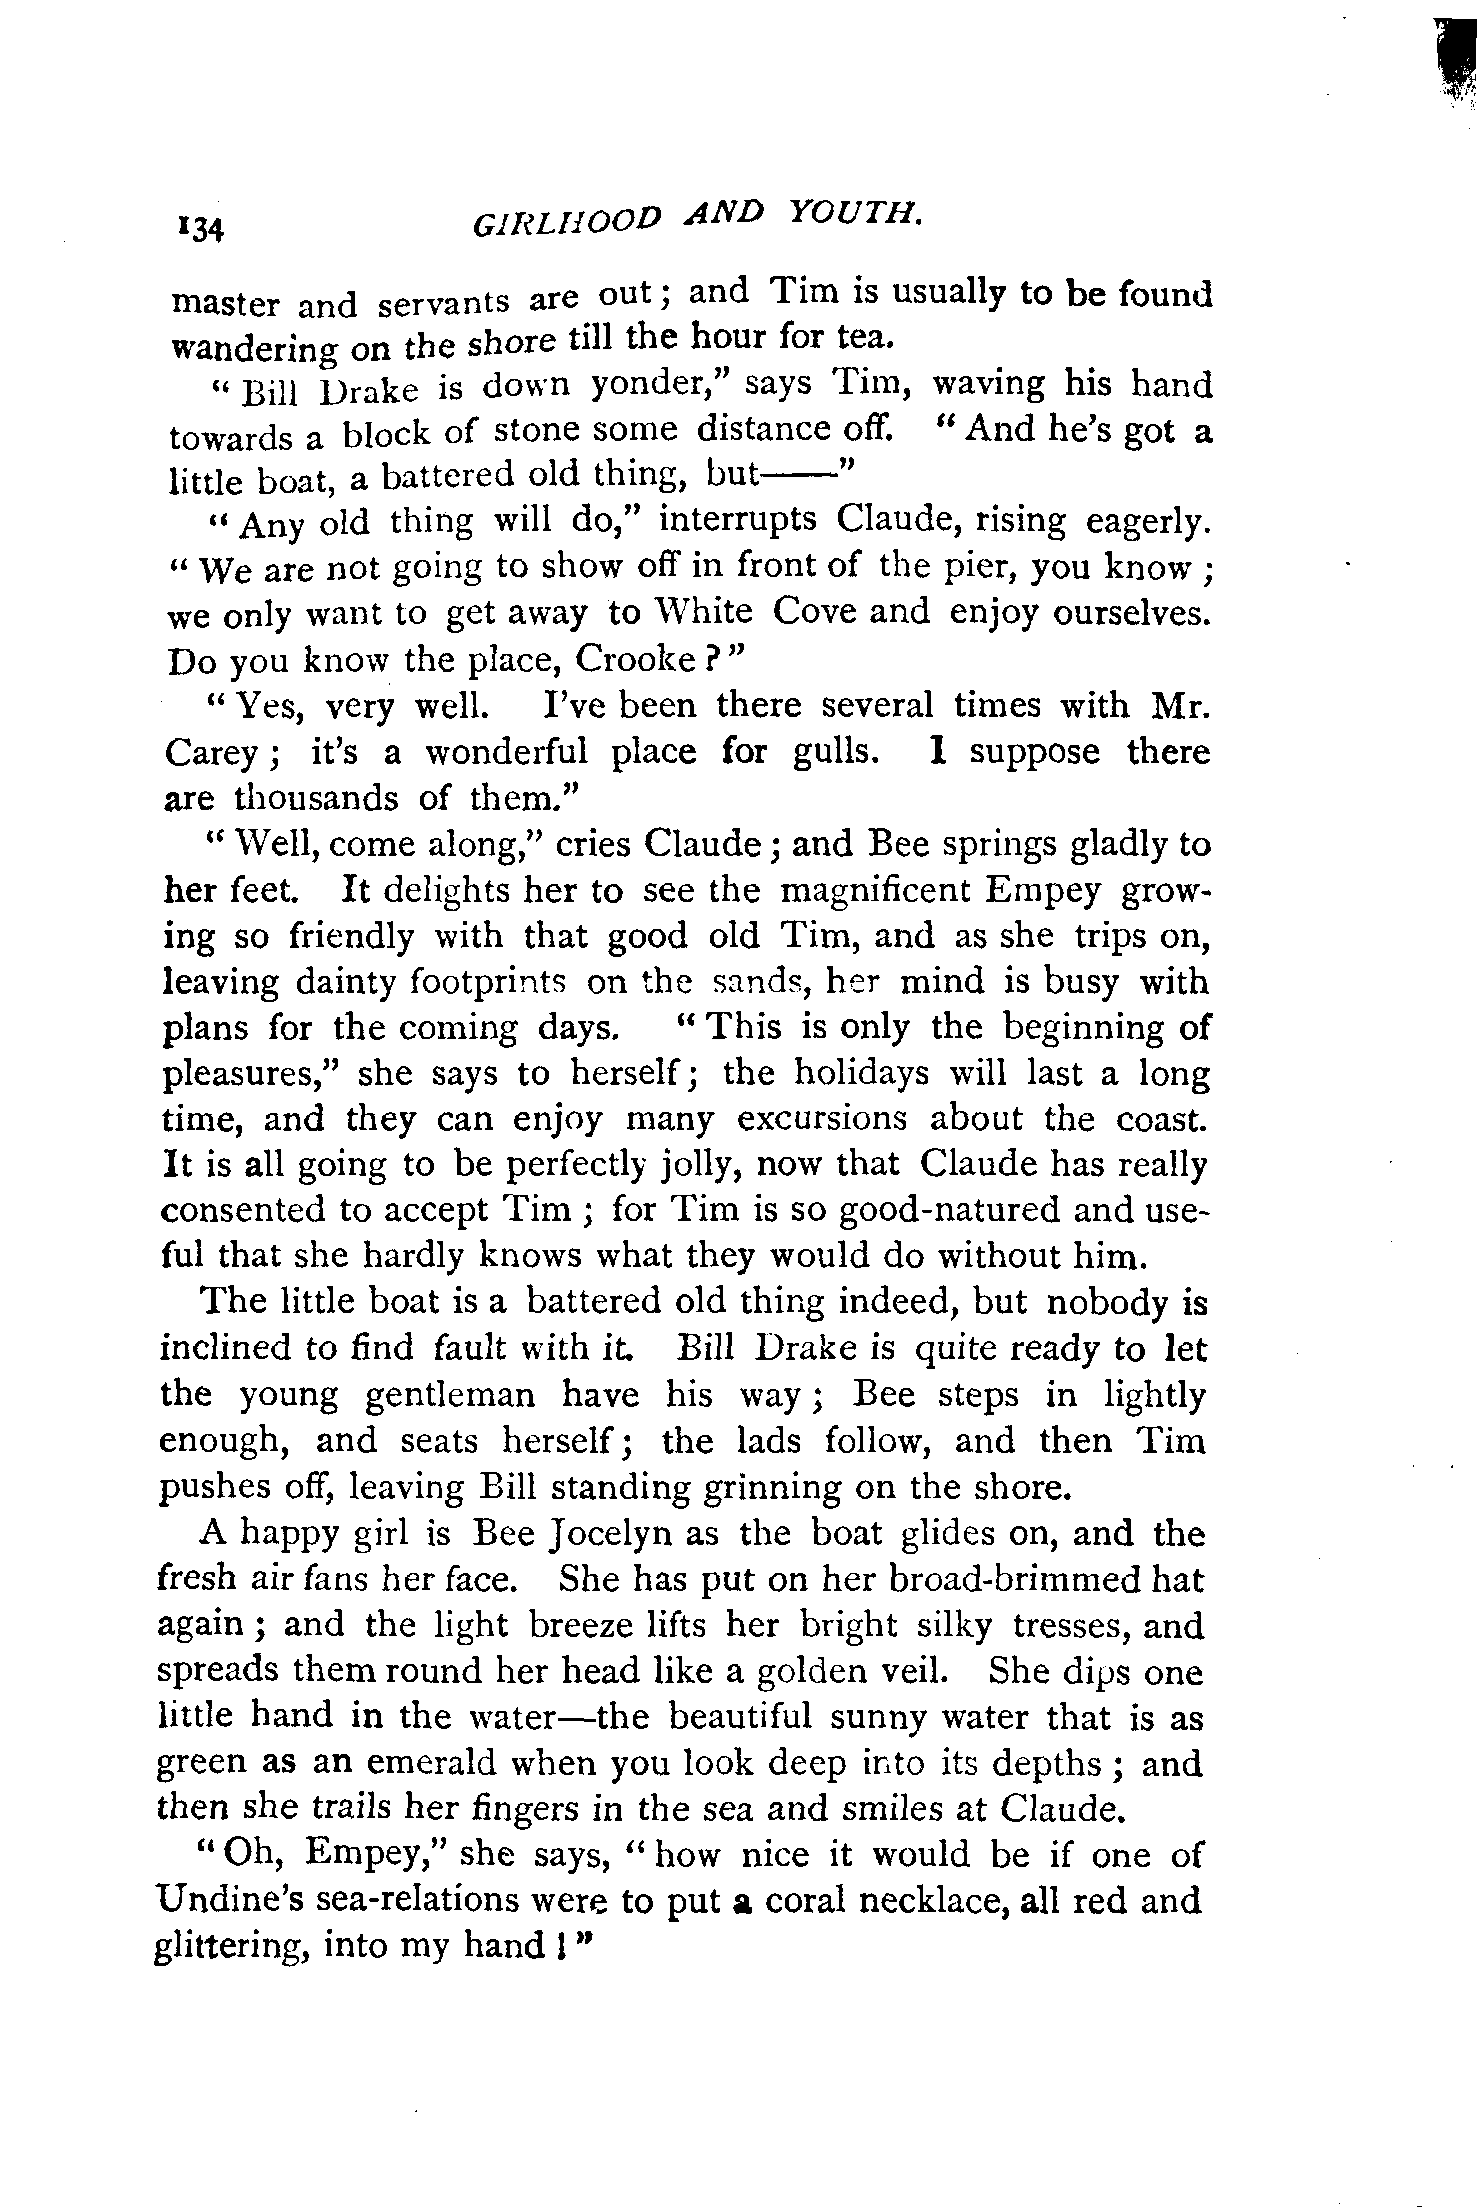 134 GIRLHOOD AND YOUTH.
master and servants are out; and Tim is usually to be found
wandering on the shore till the hour for tea.
“Bill Drake is down yonder,” says Tim, waving his hand
towards a block of stone some distance off. “And he’s got a
little boat, a battered old thing, but——”
“Any old thing will do,” interrupts Claude, rising eagerly.
“We are not going to show off in front of the pier, you know;
we only want to get away to White Cove and enjoy ourselves.
Do you know the place, Crooke?”
“Yes, very well. I’ve been there several times with Mr.
Carey; it’s a wonderful place for gulls. I suppose there
are thousands of them.”
“Well, come along,” cries Claude; and Bee springs gladly to
her feet. It delights her to see the magnificent Empey grow-
ing so friendly with that good old Tim, and as she trips on,
leaving dainty footprints on the sands, her mind is busy with
plans for the coming days. “This is only the beginning of
pleasures,” she says to herself; the holidays will last a long
time, and they can enjoy many excursions about the coast.
It is all going to be perfectly jolly, now that Claude has really
consented to accept Tim; for Tim is so good-natured and use-
ful that she hardly knows what they would do without him.
The little boat is a battered old thing indeed, but nobody is
inclined to find fault with it. Bill Drake is quite ready to let
the young gentleman have his way; Bee steps in lightly
enough, and seats herself; the lads follow, and then Tim
pushes off, leaving Bill standing grinning on the shore.
A happy girl is Bee Jocelyn as the boat glides on, and the
fresh air fans her face. She has put on her broad-brimmed hat
again; and the light breeze lifts her bright silky tresses, and
spreads them round her head like a golden veil. She dips one
little hand in the water—the beautiful sunny water that is as
green as an emerald when you look deep into its depths; and
then she trails her fingers in the sea and smiles at Claude.
“Oh, Empey,” she says, “how nice it would be if one of
Undine’s sea-relations were to put a coral necklace, all red and
glittering, into my hand!”